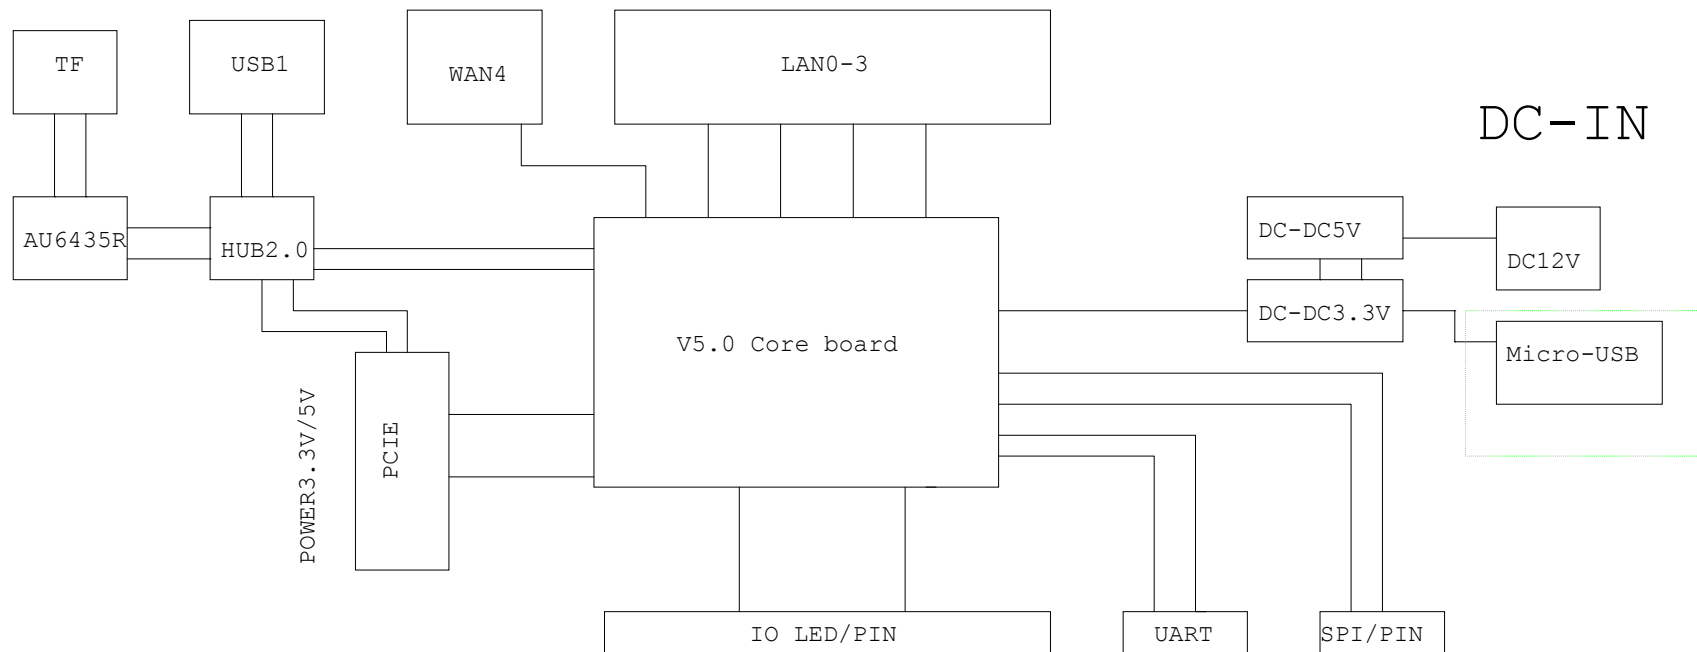 TF
USB1
WAN4
LAN0-3
DC-IN
AU6435R
HUB2.0
DC-DC5V
DC12V
DC-DC3.3V
V5.0 Core board
Micro-USB
POWER3.3V/5V
PCIE
IO LED/PIN
UART
SPI/PIN